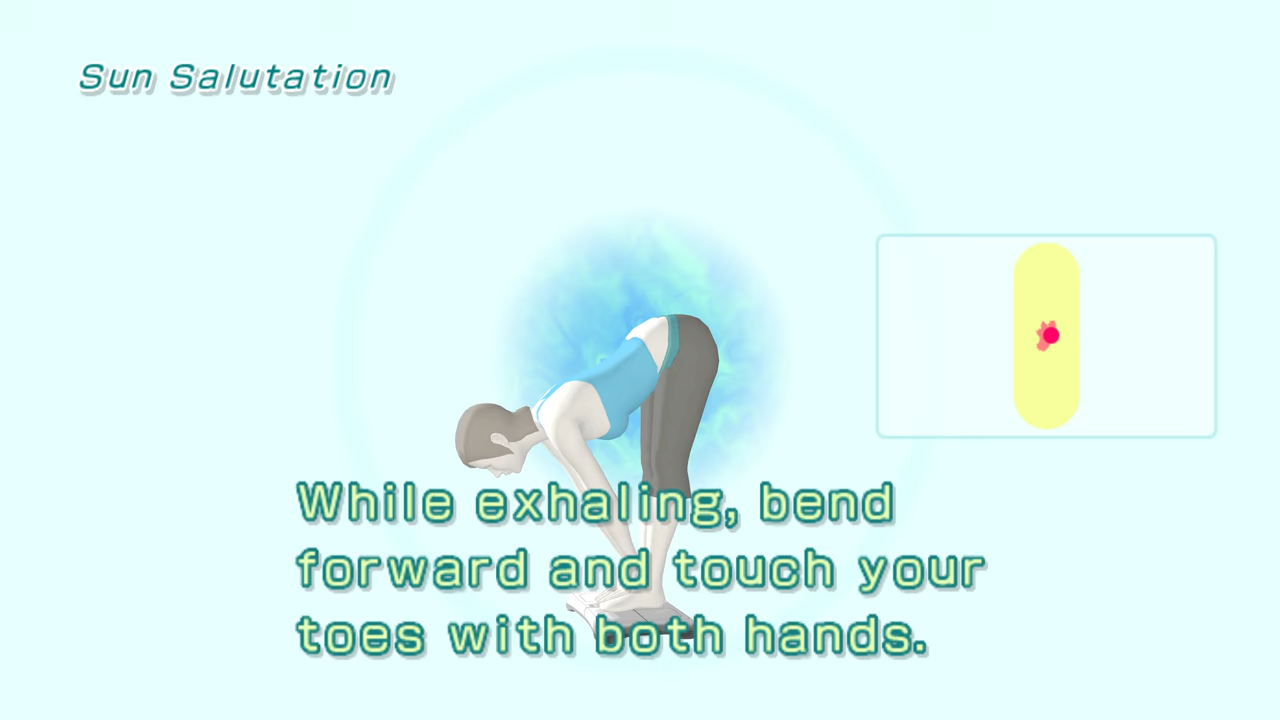 Sun Salutation
While exhaling, bend
forward and touch your
toes with both hands.